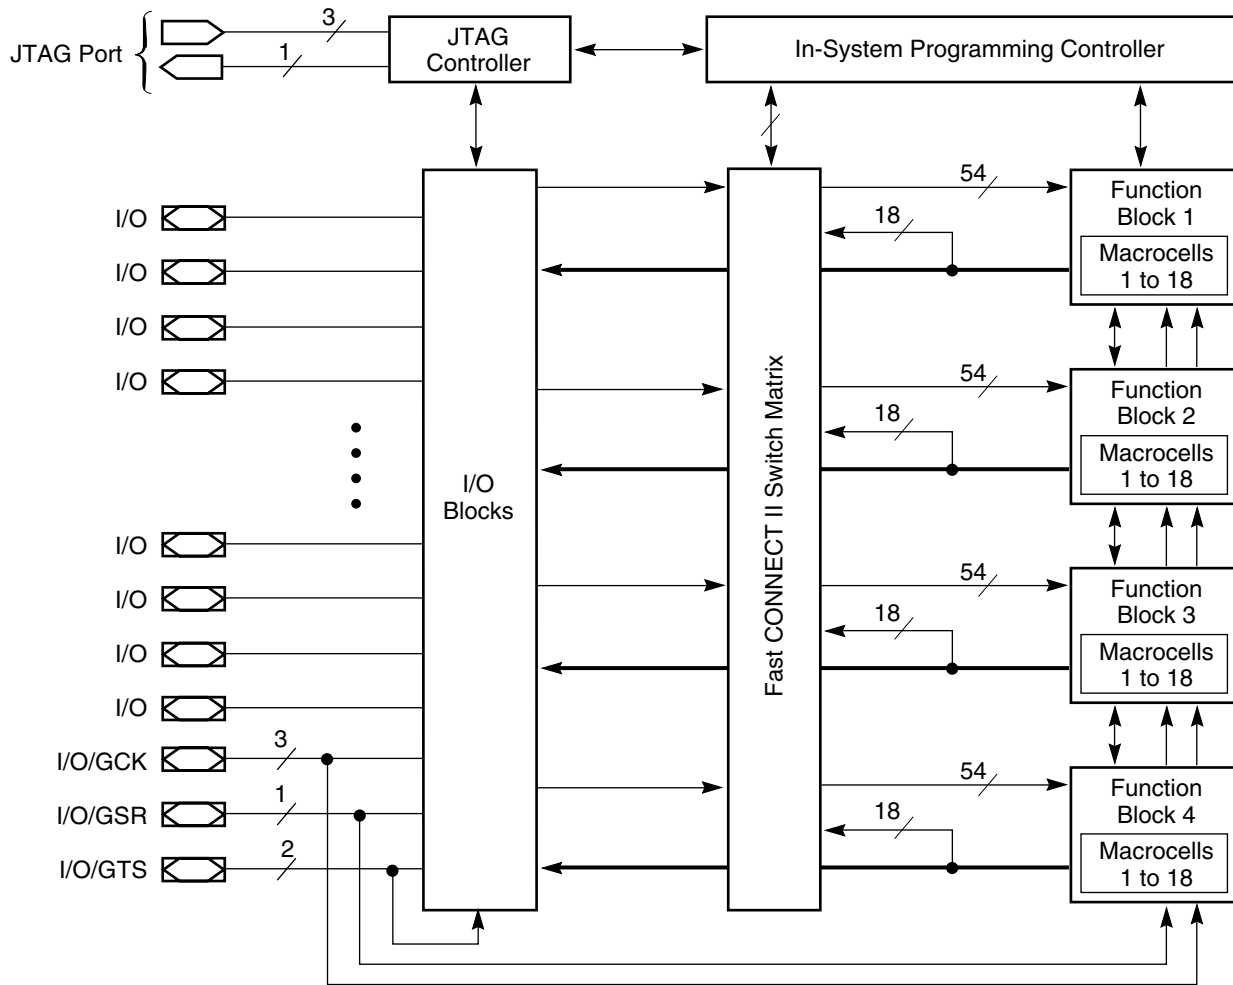 JTAG Port
3
1
JTAG
Controller
In-System Programming Controller
I/O
I/O
I/O
I/O
I/O
I/O
I/O
I/O
I/O/GCK
3
I/O/GSR
1
I/O/GTS
2
I/O
Blocks
Fast CONNECT II Switch Matrix
54
18
Function
Block 1
Macrocells
1 to 18
54
18
Function
Block 2
Macrocells
1 to 18
54
18
Function
Block 3
Macrocells
1 to 18
54
18
Function
Block 4
Macrocells
1 to 18